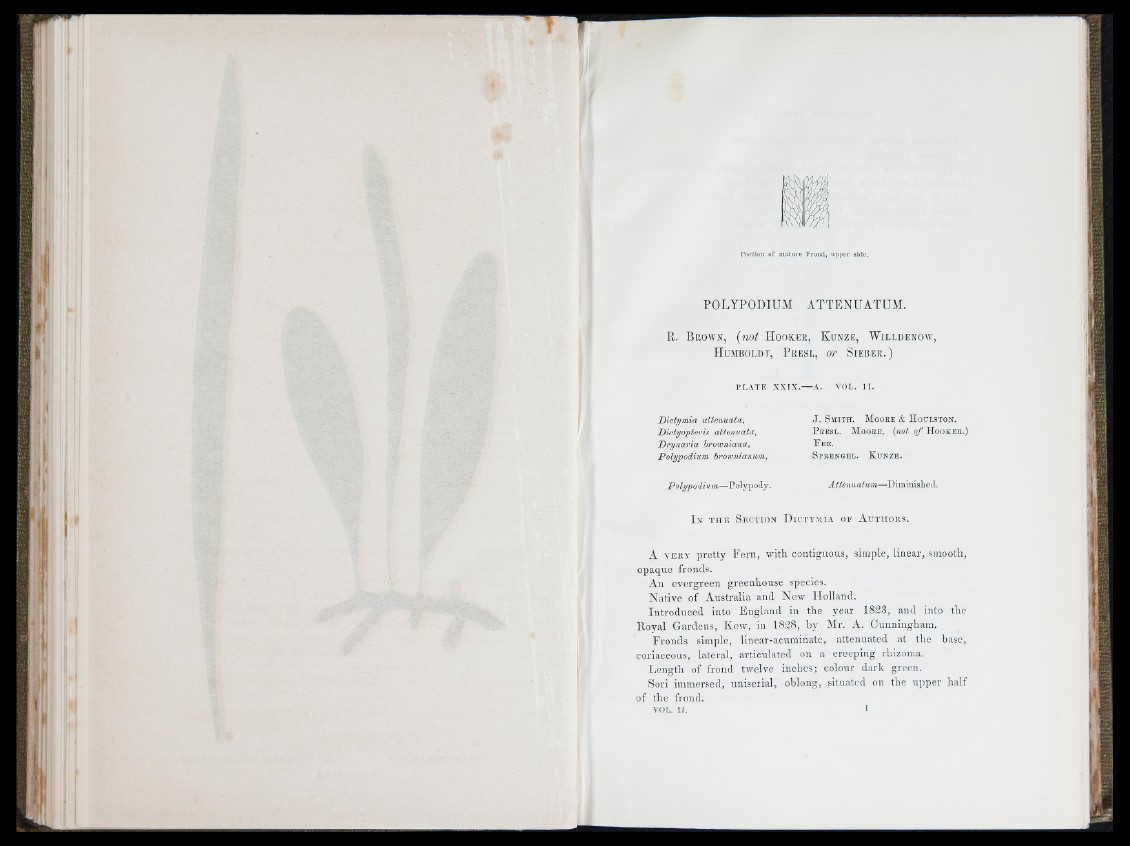 Portion of mature Frond, upper side.
POLYPODIUM ATTENUATUM.
R. BROWN, (not HOOKER, KUNZE, WILLDENOW,
HUMBOLDT, PRESL, or SIEBER.)
PLATE XXIX.—A. VOL. II.
Dictymia attenuata, J. SMITH. MOORE & HOULSTON.
Dictyopteris attenuata, PRESL. MOORE, (not of HOOKER.)
Drynaria browniana, FEE.
Polypodium brownianum, SPRENGEL. KUNZE.
Polypodium—Polypody. Attenuatum—Diminished.
IN THE SECTION DICTYMIA OF AUTHORS.
A VERY pretty Fern, with contiguous, simple, linear, smooth,
opaque fronds.
An evergreen greenhouse species.
Native of Australia and New Holland.
Introduced into England in the year 1823, and into the
Royal Gardens, Kew, in 1828, by Mr. A. Cunningham.
Fronds simple, linear-acuminate, attenuated at the base,
coriaceous, lateral, articulated on a creeping rhizoma.
Length of frond twelve inches; colour dark green.
Sori immersed, uniserial, oblong, situated on the upper half
of the frond.
VOL. II. I